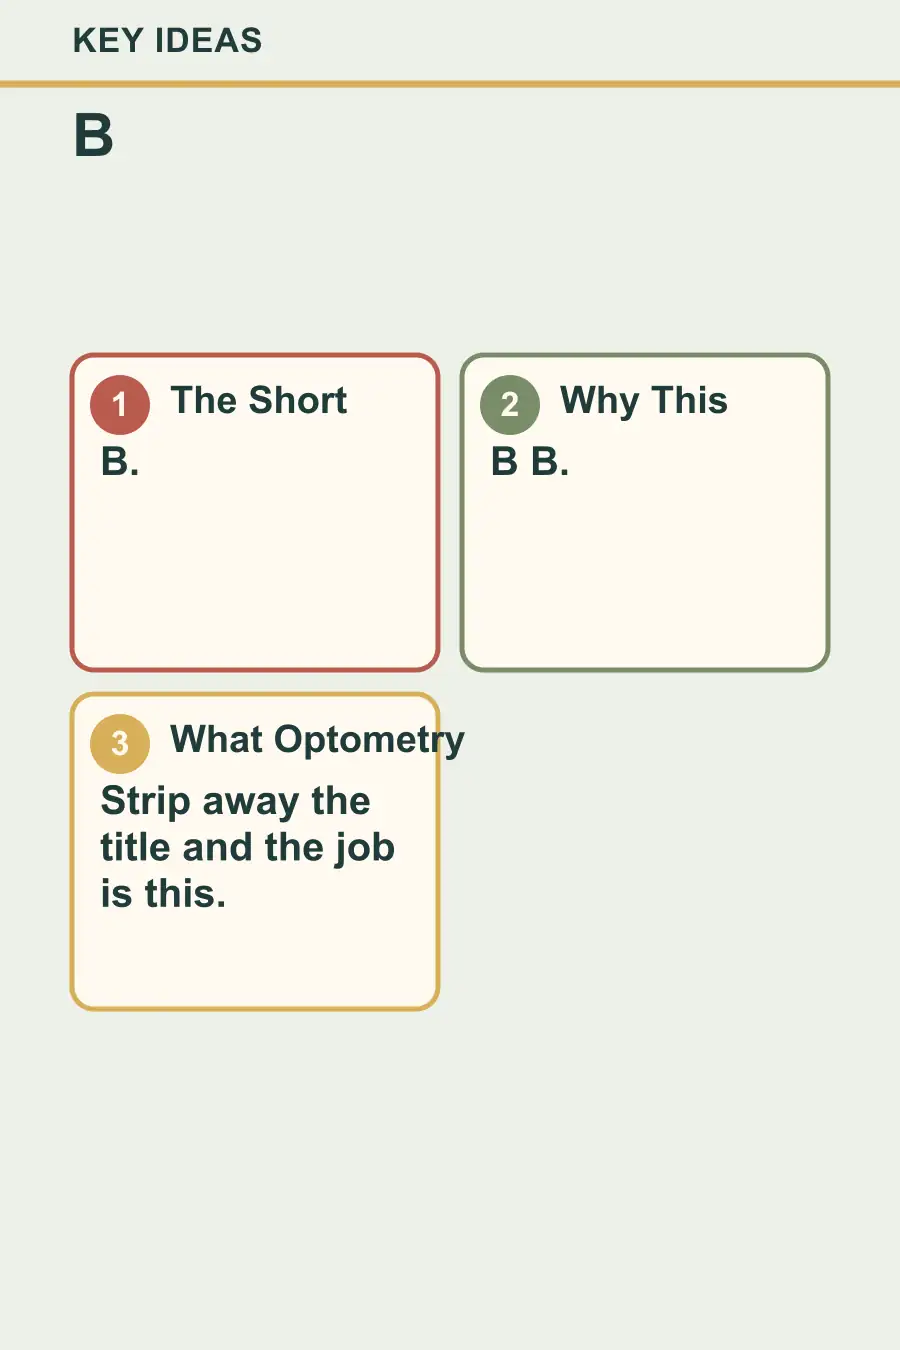 KEY IDEAS
B
1 The Short
B.
2 Why This
B B.
3 What Optometry
Strip away the
title and the job
is this.